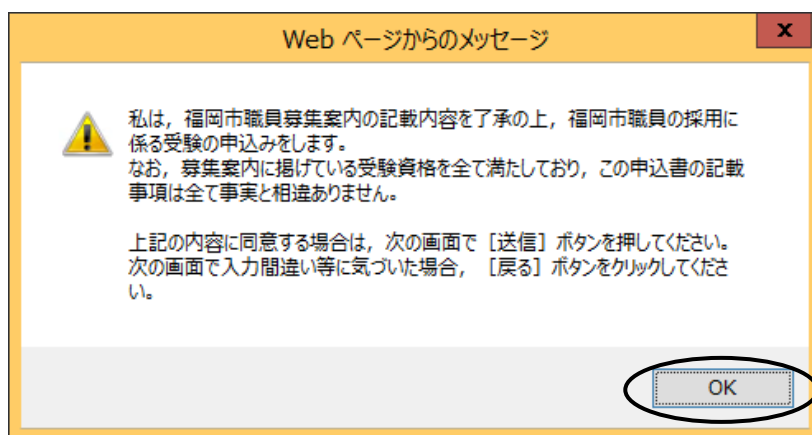 Web ページからのメッセージ
x
私は，福岡市職員募集案内の記載内容を了承の上，福岡市職員の採用に
係る受験の申込みをします。
なお，募集案内に掲げている受験資格を全て満たしており，この申込書の記載
事項は全て事実と相違ありません。
上記の内容に同意する場合は，次の画面で［送信］ボタンを押してください。
次の画面で入力間違い等に気づいた場合，［戻る］ボタンをクリックしてくださ
い。
OK